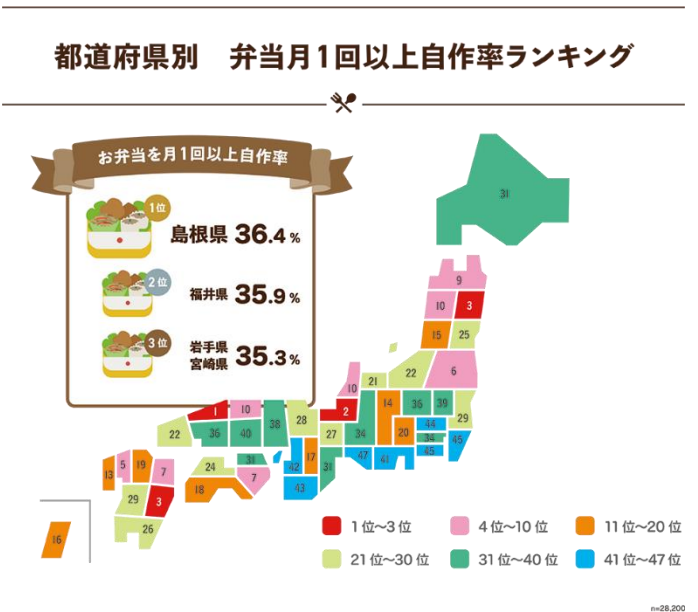 都道府県別　弁当月1回以上自作率ランキング
お弁当を月1回以上自作率
1位
島根県 36.4%
2位
福井県 35.9%
3位
岩手県
宮崎県 35.3%
31
9
10 3
15 25
22 6
21
10
1 10 38 28 2 34 14 36 39 29
22 36 40 27 20 44
34
45 45
47 41
24 31 42 17 31
7 43
18
13 5 19 7
29 3
26
16
1位～3位 4位～10位 11位～20位
21位～30位 31位～40位 41位～47位
n=28,200